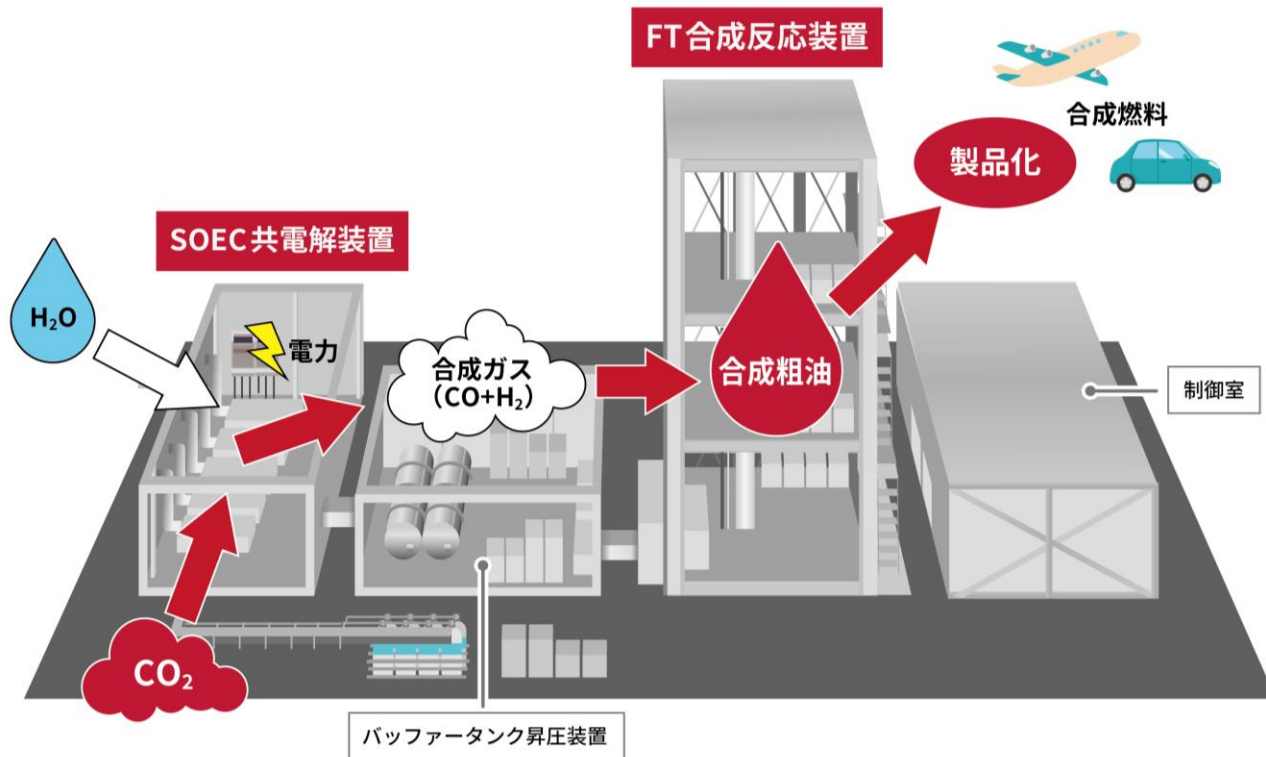 FT合成反応装置
合成燃料
製品化
SOEC共電解装置
H₂O
電力
合成ガス
（CO+H₂）
合成粗油
制御室
CO₂
バッファータンク昇圧装置